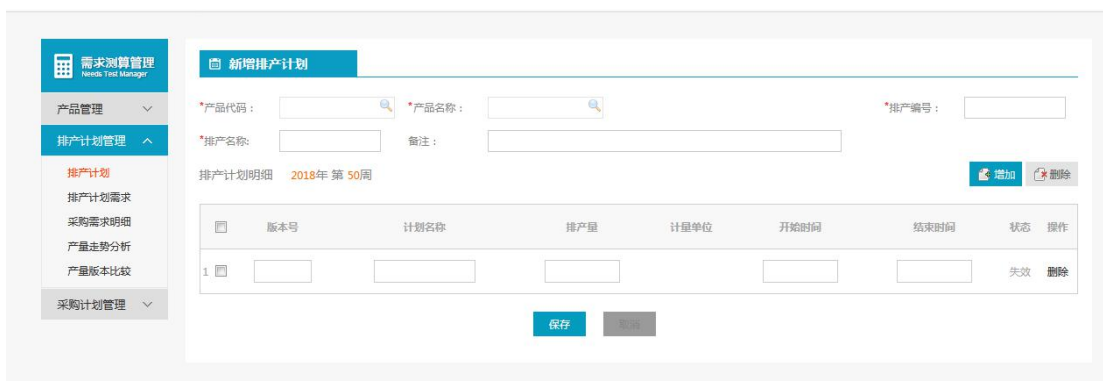 需求测算管理
Needs Test Manager
产品管理
排产计划管理
排产计划
排产计划需求
采购需求明细
产量走势分析
产量版本比较
采购计划管理
新增排产计划
*产品代码： *产品名称： *排产编号：
*排产名称: 备注：
排产计划明细 2018年 第 50周 增加 删除
版本号 计划名称 排产量 计量单位 开始时间 结束时间 状态 操作
1 失效 删除
保存 取消